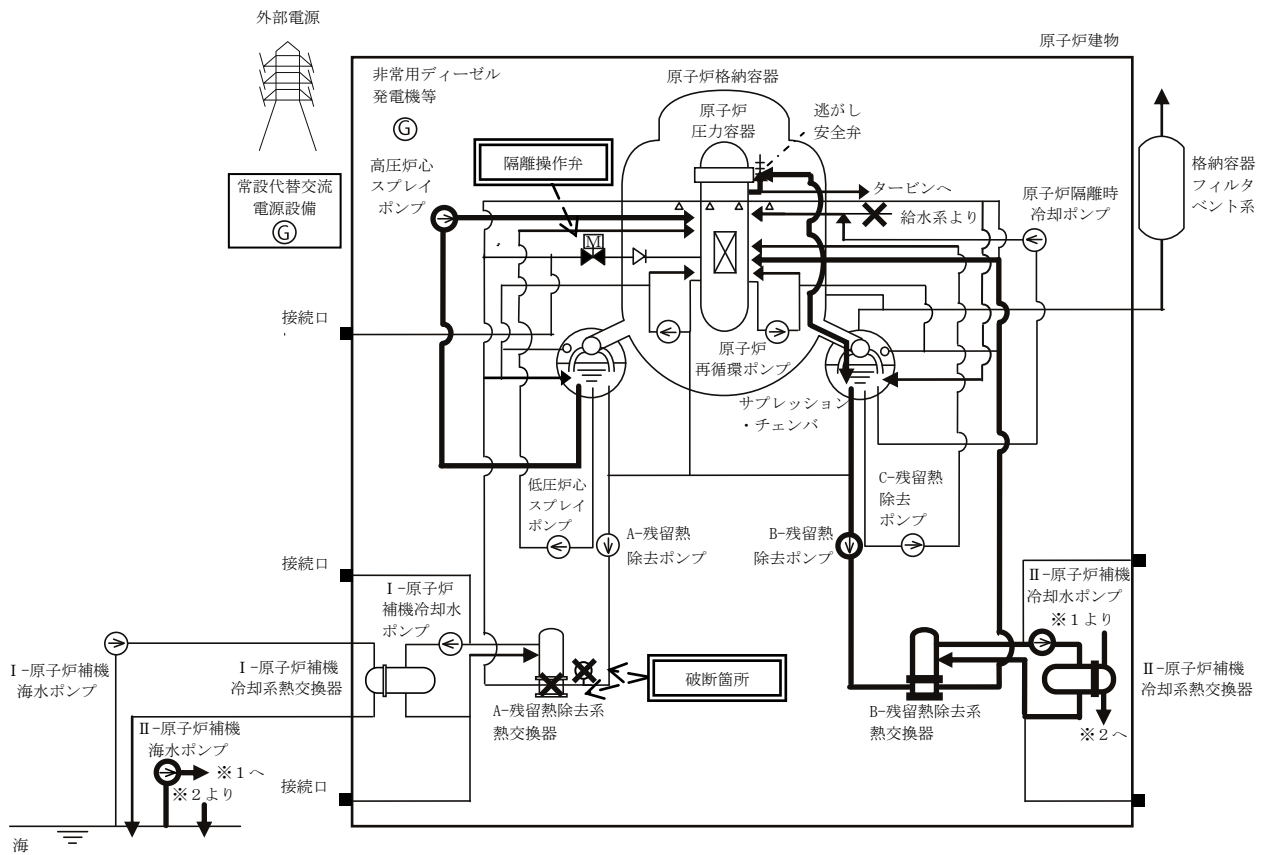 外部電源
原子炉建物
非常用ディーゼル
発電機等
G
原子炉格納容器
原子炉
圧力容器
逃がし
安全弁
隔離操作弁
高圧炉心
スプレイ
ポンプ
常設代替交流
電源設備
G
タービンへ
給水系より
原子炉隔離時
冷却ポンプ
格納容器
フィルタ
ベント系
M
接続口
原子炉
再循環ポンプ
サプレッション
・チェンバ
低圧炉心
スプレイ
ポンプ
A-残留熱
除去ポンプ
B-残留熱
除去ポンプ
C-残留熱
除去
ポンプ
接続口
Ⅰ-原子炉
補機冷却水
ポンプ
Ⅱ-原子炉補機
冷却水ポンプ
※1より
Ⅰ-原子炉補機
海水ポンプ
Ⅰ-原子炉補機
冷却系熱交換器
破断箇所
Ⅱ-原子炉補機
冷却系熱交換器
A-残留熱除去系
熱交換器
B-残留熱除去系
熱交換器
※2へ
Ⅱ-原子炉補機
海水ポンプ
※1へ
※2より
接続口
海